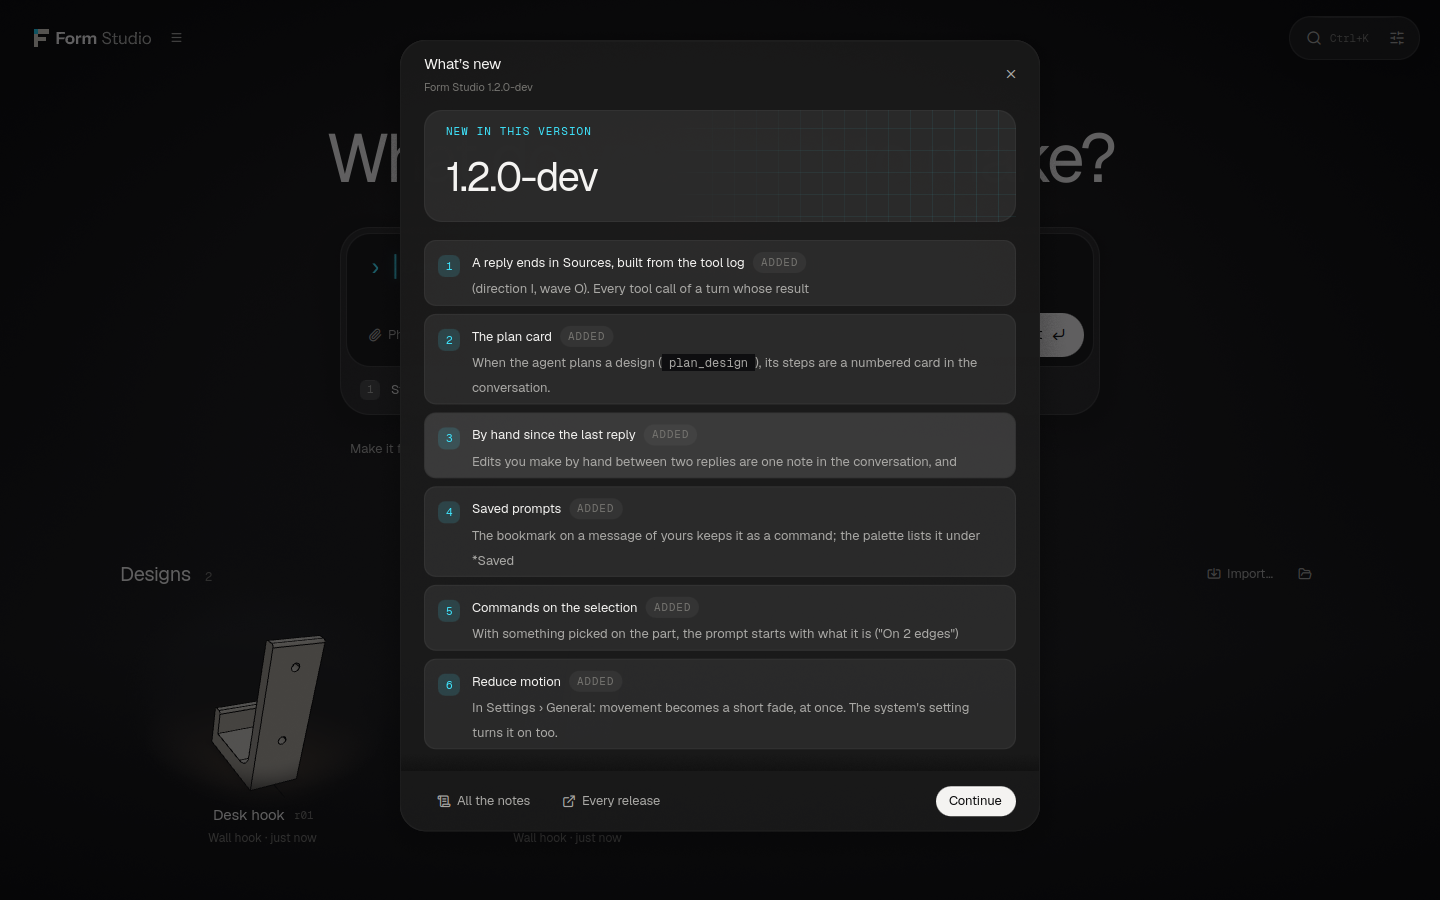 Form Studio
Ctrl+K
What's new
Form Studio 1.2.0-dev
NEW IN THIS VERSION
1.2.0-dev
Wh
ke?
1 A reply ends in Sources, built from the tool log ADDED
(direction I, wave O). Every tool call of a turn whose result
2 The plan card ADDED
When the agent plans a design ( plan_design ), its steps are a numbered card in the
conversation.
3 By hand since the last reply ADDED
Edits you make by hand between two replies are one note in the conversation, and
4 Saved prompts ADDED
The bookmark on a message of yours keeps it as a command; the palette lists it under
*Saved
5 Commands on the selection ADDED
With something picked on the part, the prompt starts with what it is ("On 2 edges")
6 Reduce motion ADDED
In Settings › General: movement becomes a short fade, at once. The system's setting
turns it on too.
All the notes
Every release
Continue
Ph
1 S
Make it f
Designs 2
Import...
Desk hook r01
Wall hook · just now
Wall hook · just now